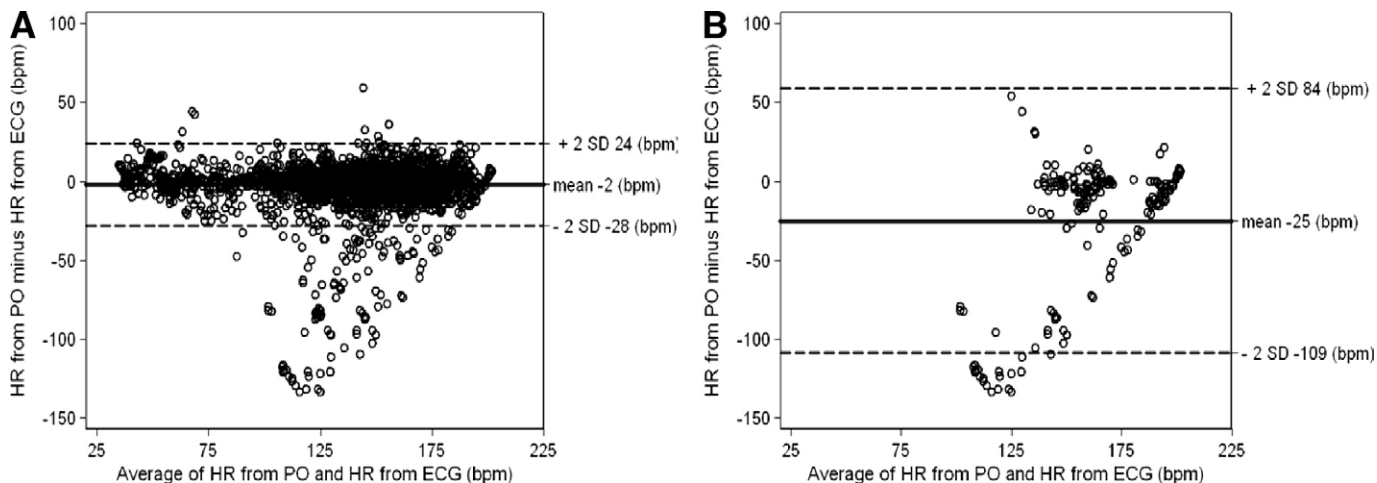 A
HR from PO minus HR from ECG (bpm)
100
50
0
-50
-100
-150
+ 2 SD 24 (bpm)
mean -2 (bpm)
- 2 SD -28 (bpm)
25 75 125 175 225
Average of HR from PO and HR from ECG (bpm)
B
HR from PO minus HR from ECG (bpm)
100
50
0
-50
-100
-150
+ 2 SD 84 (bpm)
mean -25 (bpm)
- 2 SD -109 (bpm)
25 75 125 175 225
Average of HR from PO and HR from ECG (bpm)